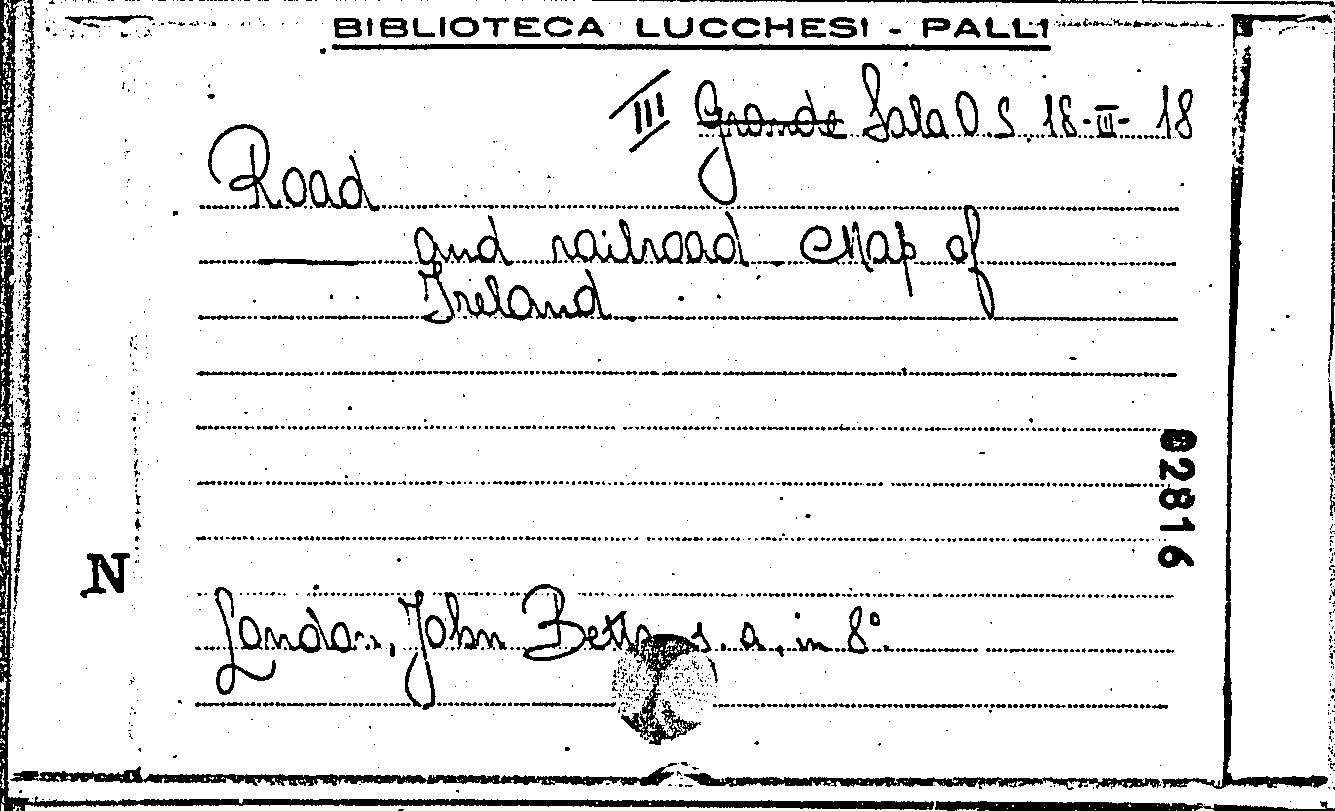 BIBLIOTECA LUCCHESI - PALLI
III Grande Sala O S 18-III-18
Road
and railroad. Map of
Ireland.
02816
N
London, John Betts s. a., in 8°.